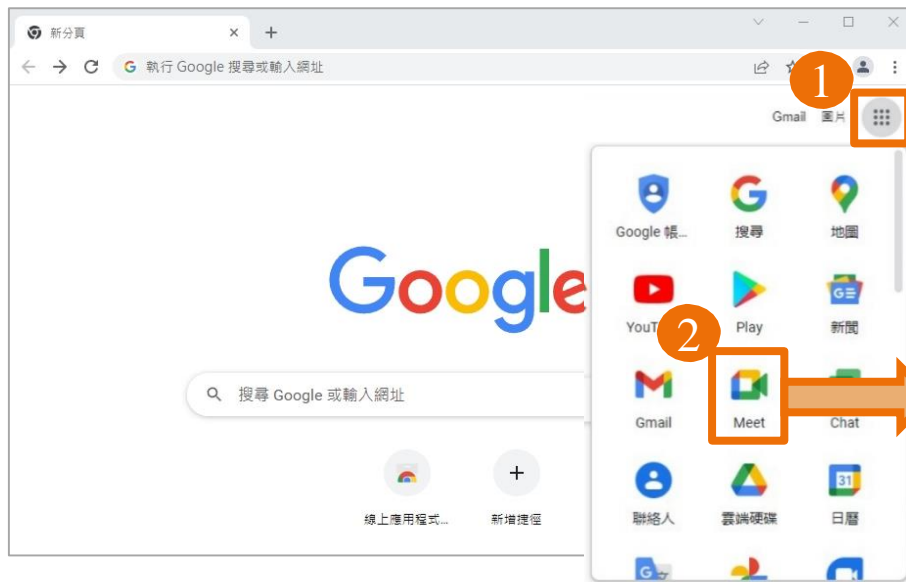 新分頁
執行 Google 搜尋或輸入網址
1
Gmail 圖片
Google 帳...
搜尋
地圖
Google
YouT
Play
新聞
2
搜尋 Google 或輸入網址
Gmail
Meet
Chat
線上應用程式...
新增捷徑
聯絡人
雲端硬碟
31
日曆